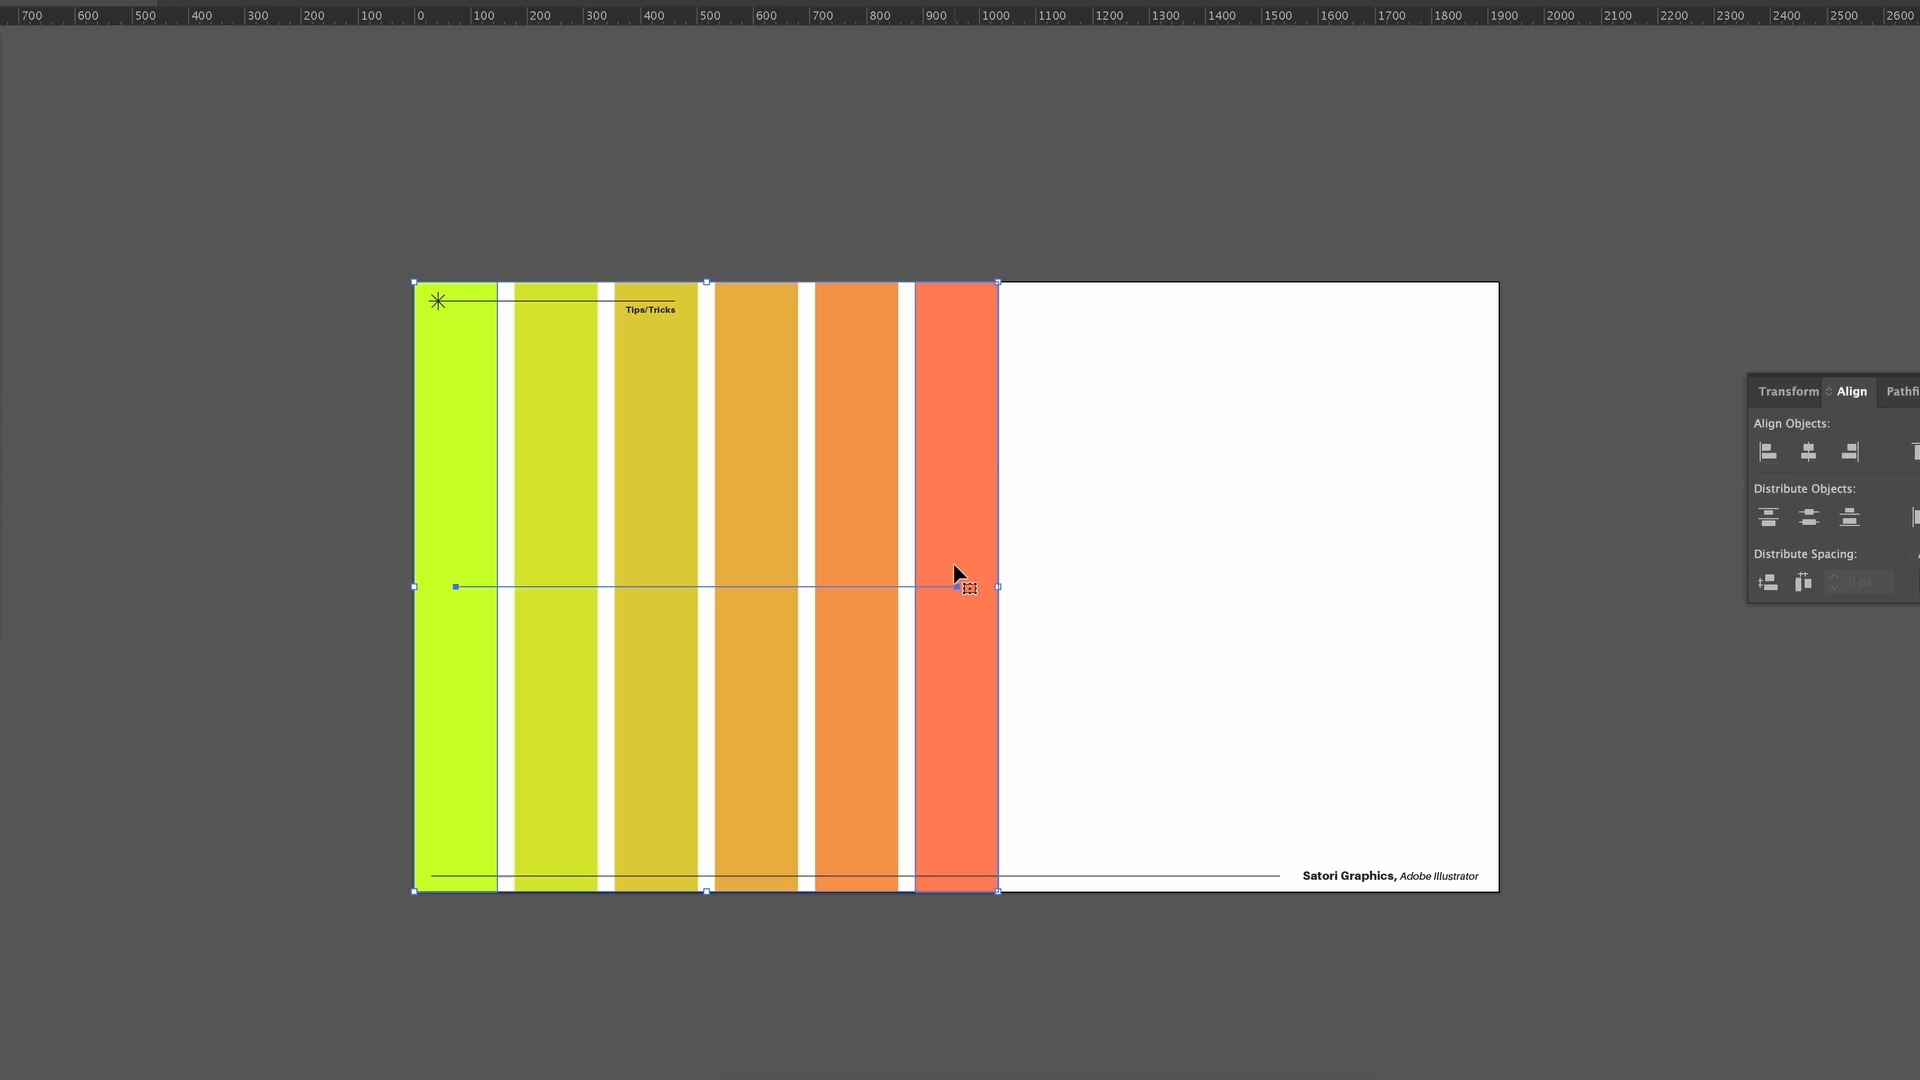 700 600 500 400 300 200 100 0 100 200 300 400 500 600 700 800 900 1000 1100 1200 1300 1400 1500 1600 1700 1800 1900 2000 2100 2200 2300 2400 2500 2600
Tips/Tricks
Transform Align Pathfi
Align Objects:
Distribute Objects:
Distribute Spacing:
0 px
Satori Graphics, Adobe Illustrator